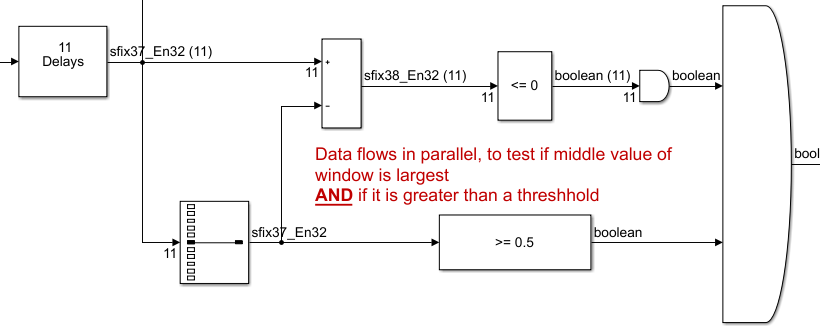 11
Delays
sfix37_En32 (11)
+
11
−
sfix38_En32 (11)
11
<= 0
boolean (11)
11
boolean
Data flows in parallel, to test if middle value of
window is largest
AND if it is greater than a threshhold
bool
11
sfix37_En32
>= 0.5
boolean